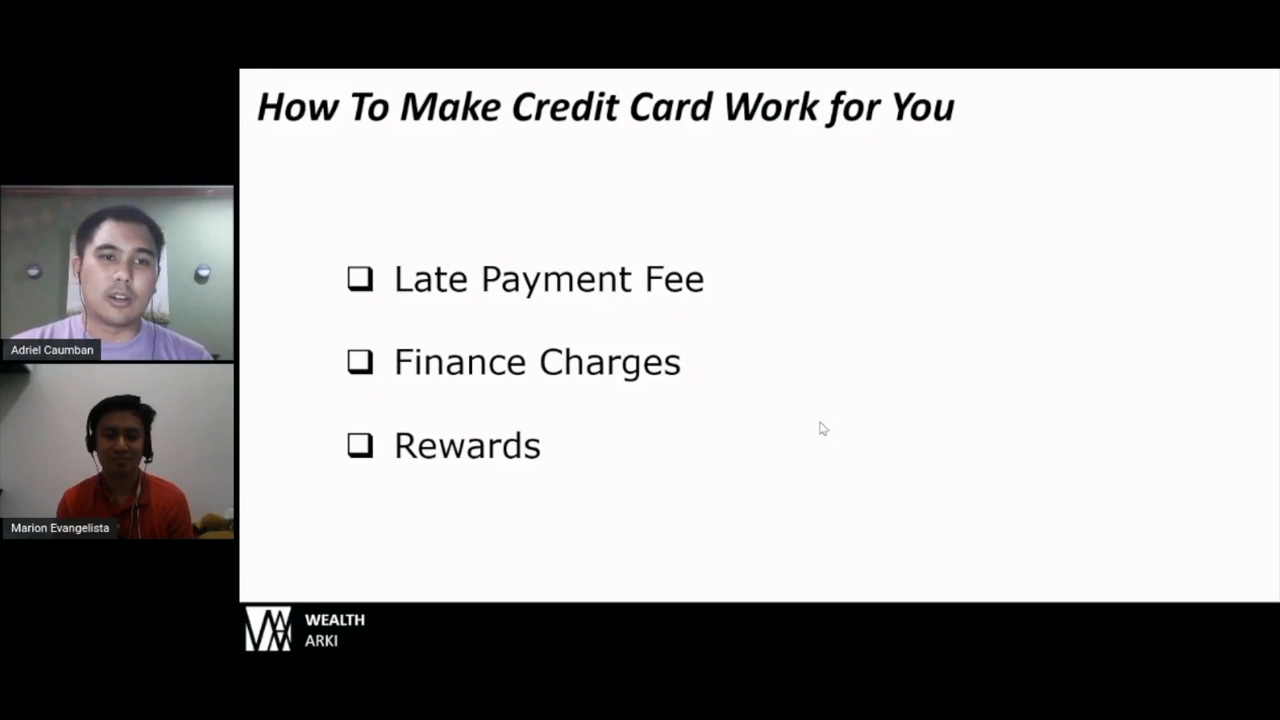 How To Make Credit Card Work for You
Late Payment Fee
Finance Charges
Rewards
Adriel Caumban
Marion Evangelista
WEALTH
ARKI